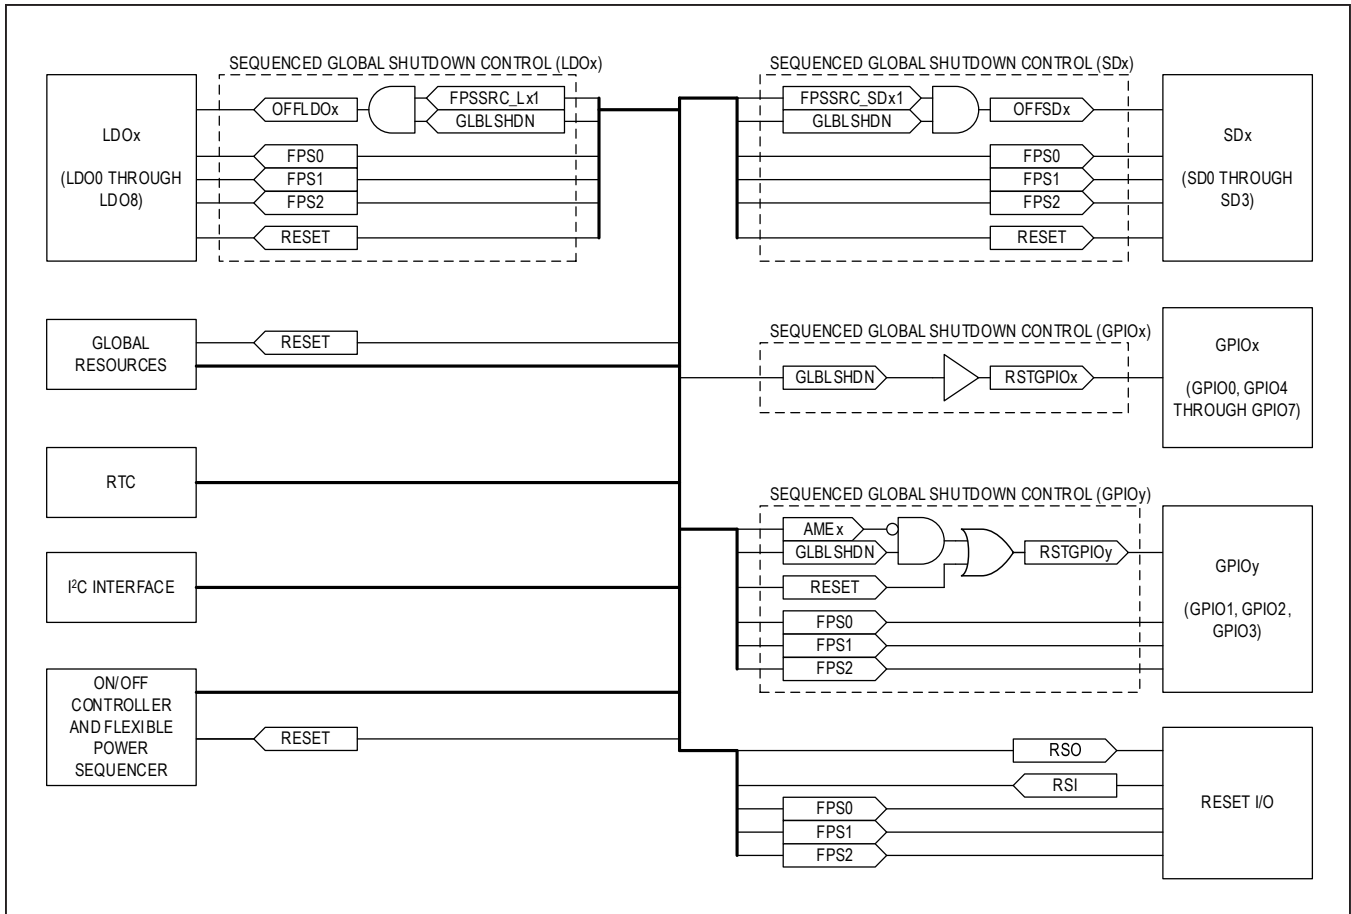 SEQUENCED GLOBAL SHUTDOWN CONTROL (LDOx)
LDOx
(LDO0 THROUGH
LDO8)
OFFLDOx
FPSSRC_Lx1
GLBLSHDN
FPS0
FPS1
FPS2
RESET
SEQUENCED GLOBAL SHUTDOWN CONTROL (SDx)
FPSSRC_SDx1
GLBLSHDN
OFFSDx
FPS0
FPS1
FPS2
RESET
SDx
(SD0 THROUGH
SD3)
GLOBAL
RESOURCES
RESET
SEQUENCED GLOBAL SHUTDOWN CONTROL (GPIOx)
GLBLSHDN
RSTGPIOx
GPIOx
(GPIO0, GPIO4
THROUGH GPIO7)
RTC
I²C INTERFACE
SEQUENCED GLOBAL SHUTDOWN CONTROL (GPIOy)
AMEx
GLBLSHDN
RESET
RSTGPIOy
FPS0
FPS1
FPS2
GPIOy
(GPIO1, GPIO2,
GPIO3)
ON/OFF
CONTROLLER
AND FLEXIBLE
POWER
SEQUENCER
RESET
RSO
RSI
FPS0
FPS1
FPS2
RESET I/O